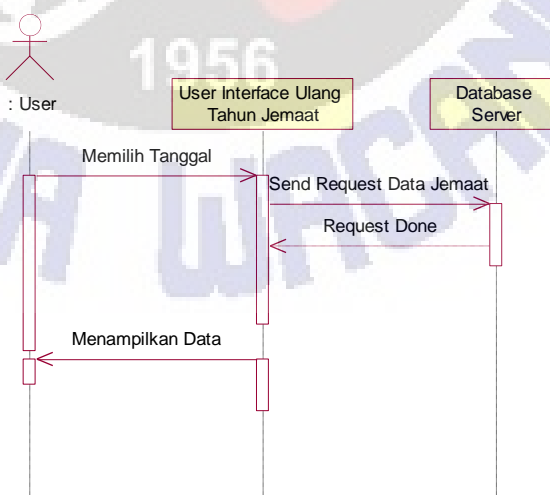 1956
: User
User Interface Ulang
Tahun Jemaat
Database
Server
Memilih Tanggal
Send Request Data Jemaat
Request Done
Menampilkan Data